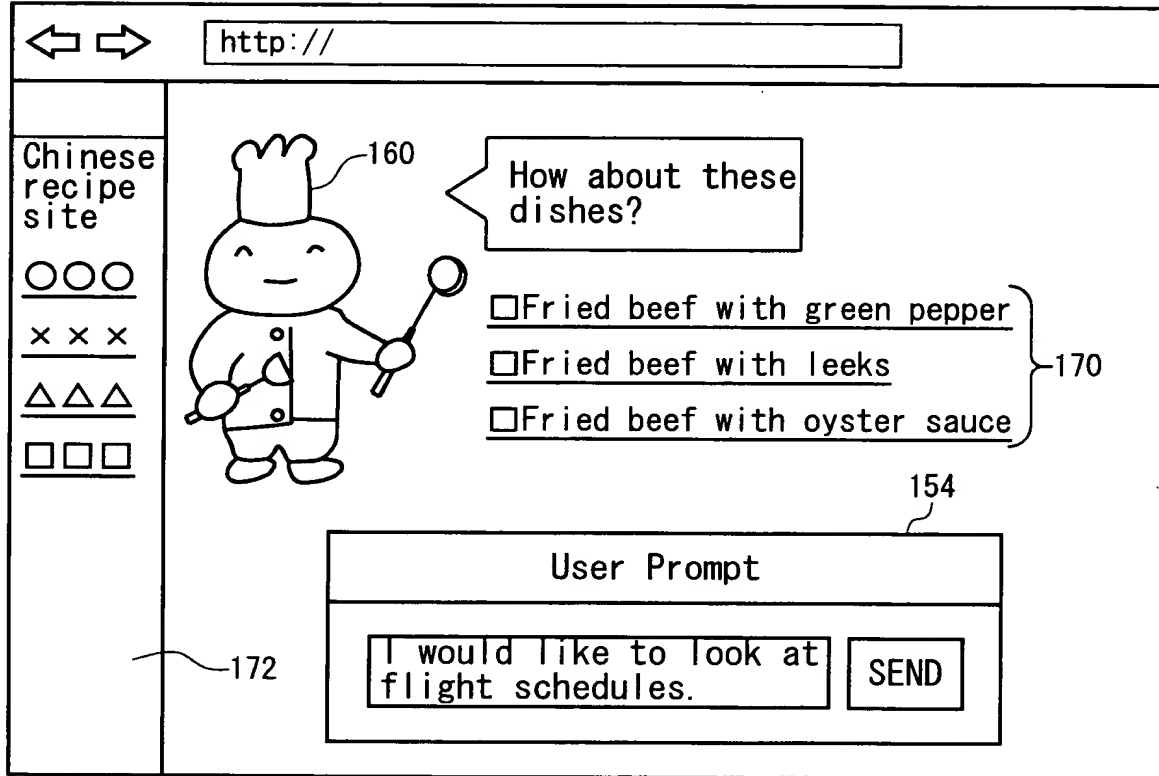 http://
Chinese
recipe
site
○○○
×××
△△△
□□□
160
How about these
dishes?
□Fried beef with green pepper
□Fried beef with leeks
□Fried beef with oyster sauce
170
154
User Prompt
I would like to look at
flight schedules.
SEND
172